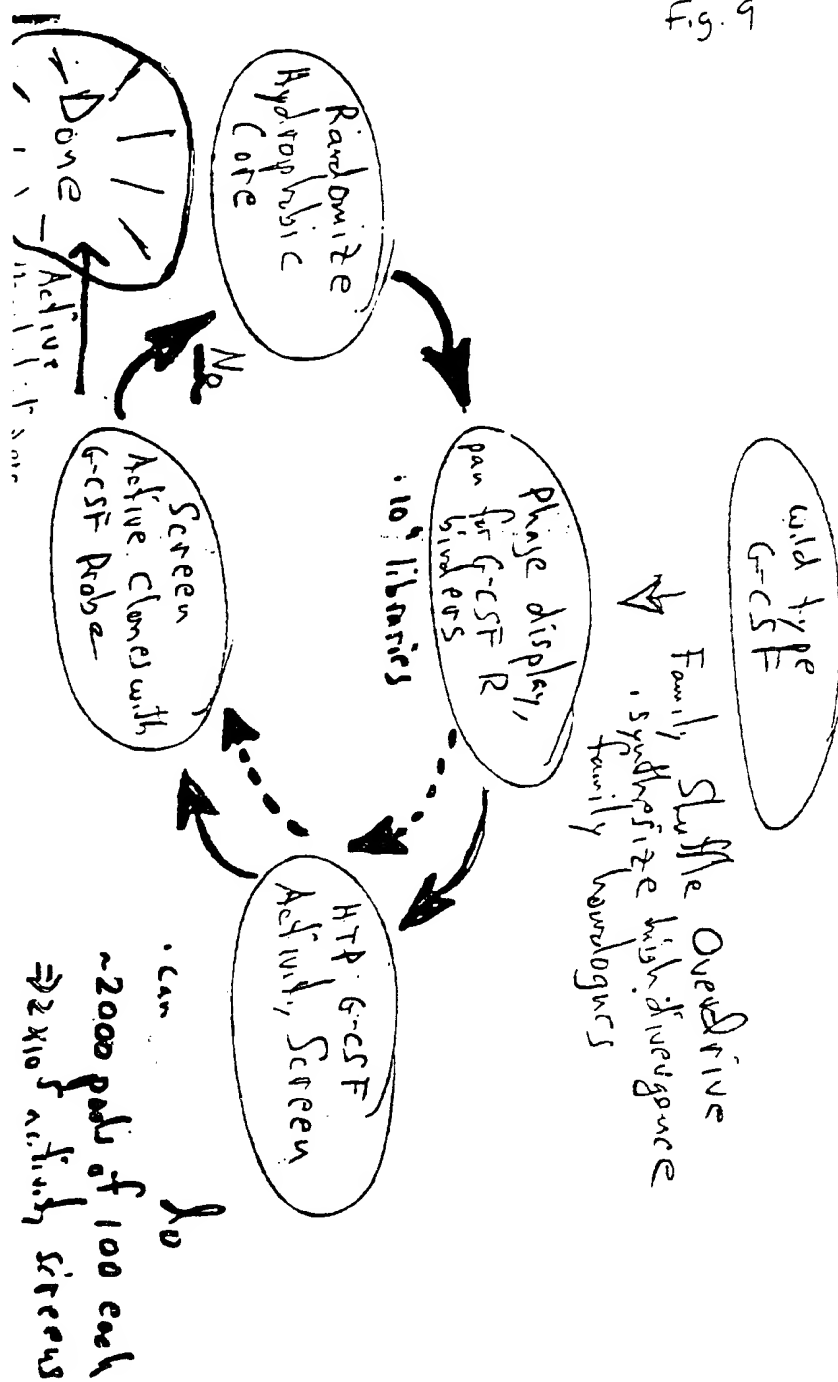 Fig. 9
Wild type
G-CSF
Family Shuffle Overdrive
· synthesize high divergence
family homologues
Phage display,
pan for G-CSF R
binders
libraries
HTP G-CSF
Activity Screen
· can do
~2000 pools of 100 each
activity screens
Screen
Active Clones with
G-CSF Probe
No
Randomize
Hydrophobic
Core
Active
Done